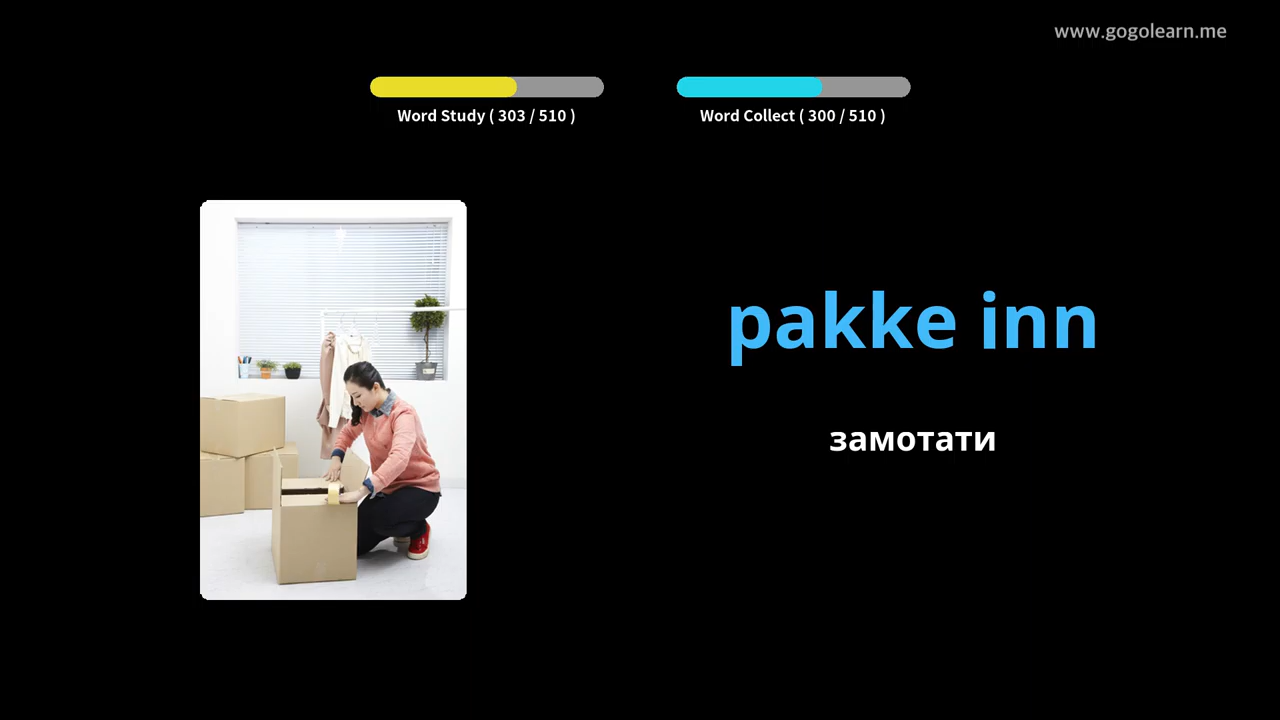 www.gogolearn.me
Word Study ( 303 / 510 )
Word Collect ( 300 / 510 )
pakke inn
замотати